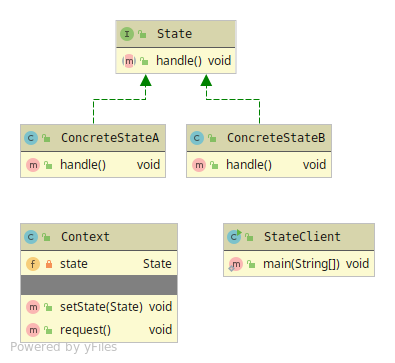 State
handle() void
ConcreteStateA
handle() void
ConcreteStateB
handle() void
Context
state State
setState(State) void
request() void
StateClient
main(String[]) void
Powered by yFiles